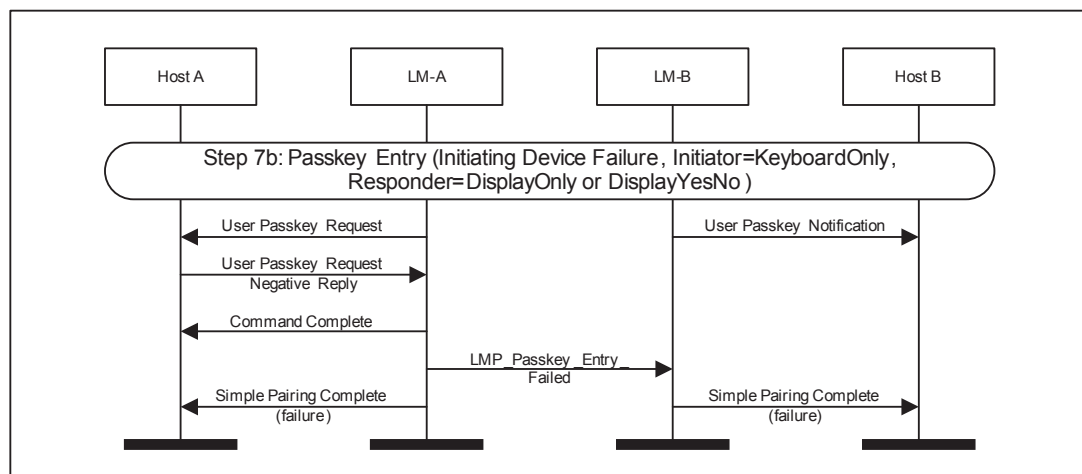 Host A
LM-A
LM-B
Host B
Step 7b: Passkey Entry (Initiating Device Failure, Initiator=KeyboardOnly,
Responder=DisplayOnly or DisplayYesNo)
User Passkey Request
User Passkey Notification
User Passkey Request
Negative Reply
Command Complete
LMP_Passkey_Entry_
Failed
Simple Pairing Complete
(failure)
Simple Pairing Complete
(failure)